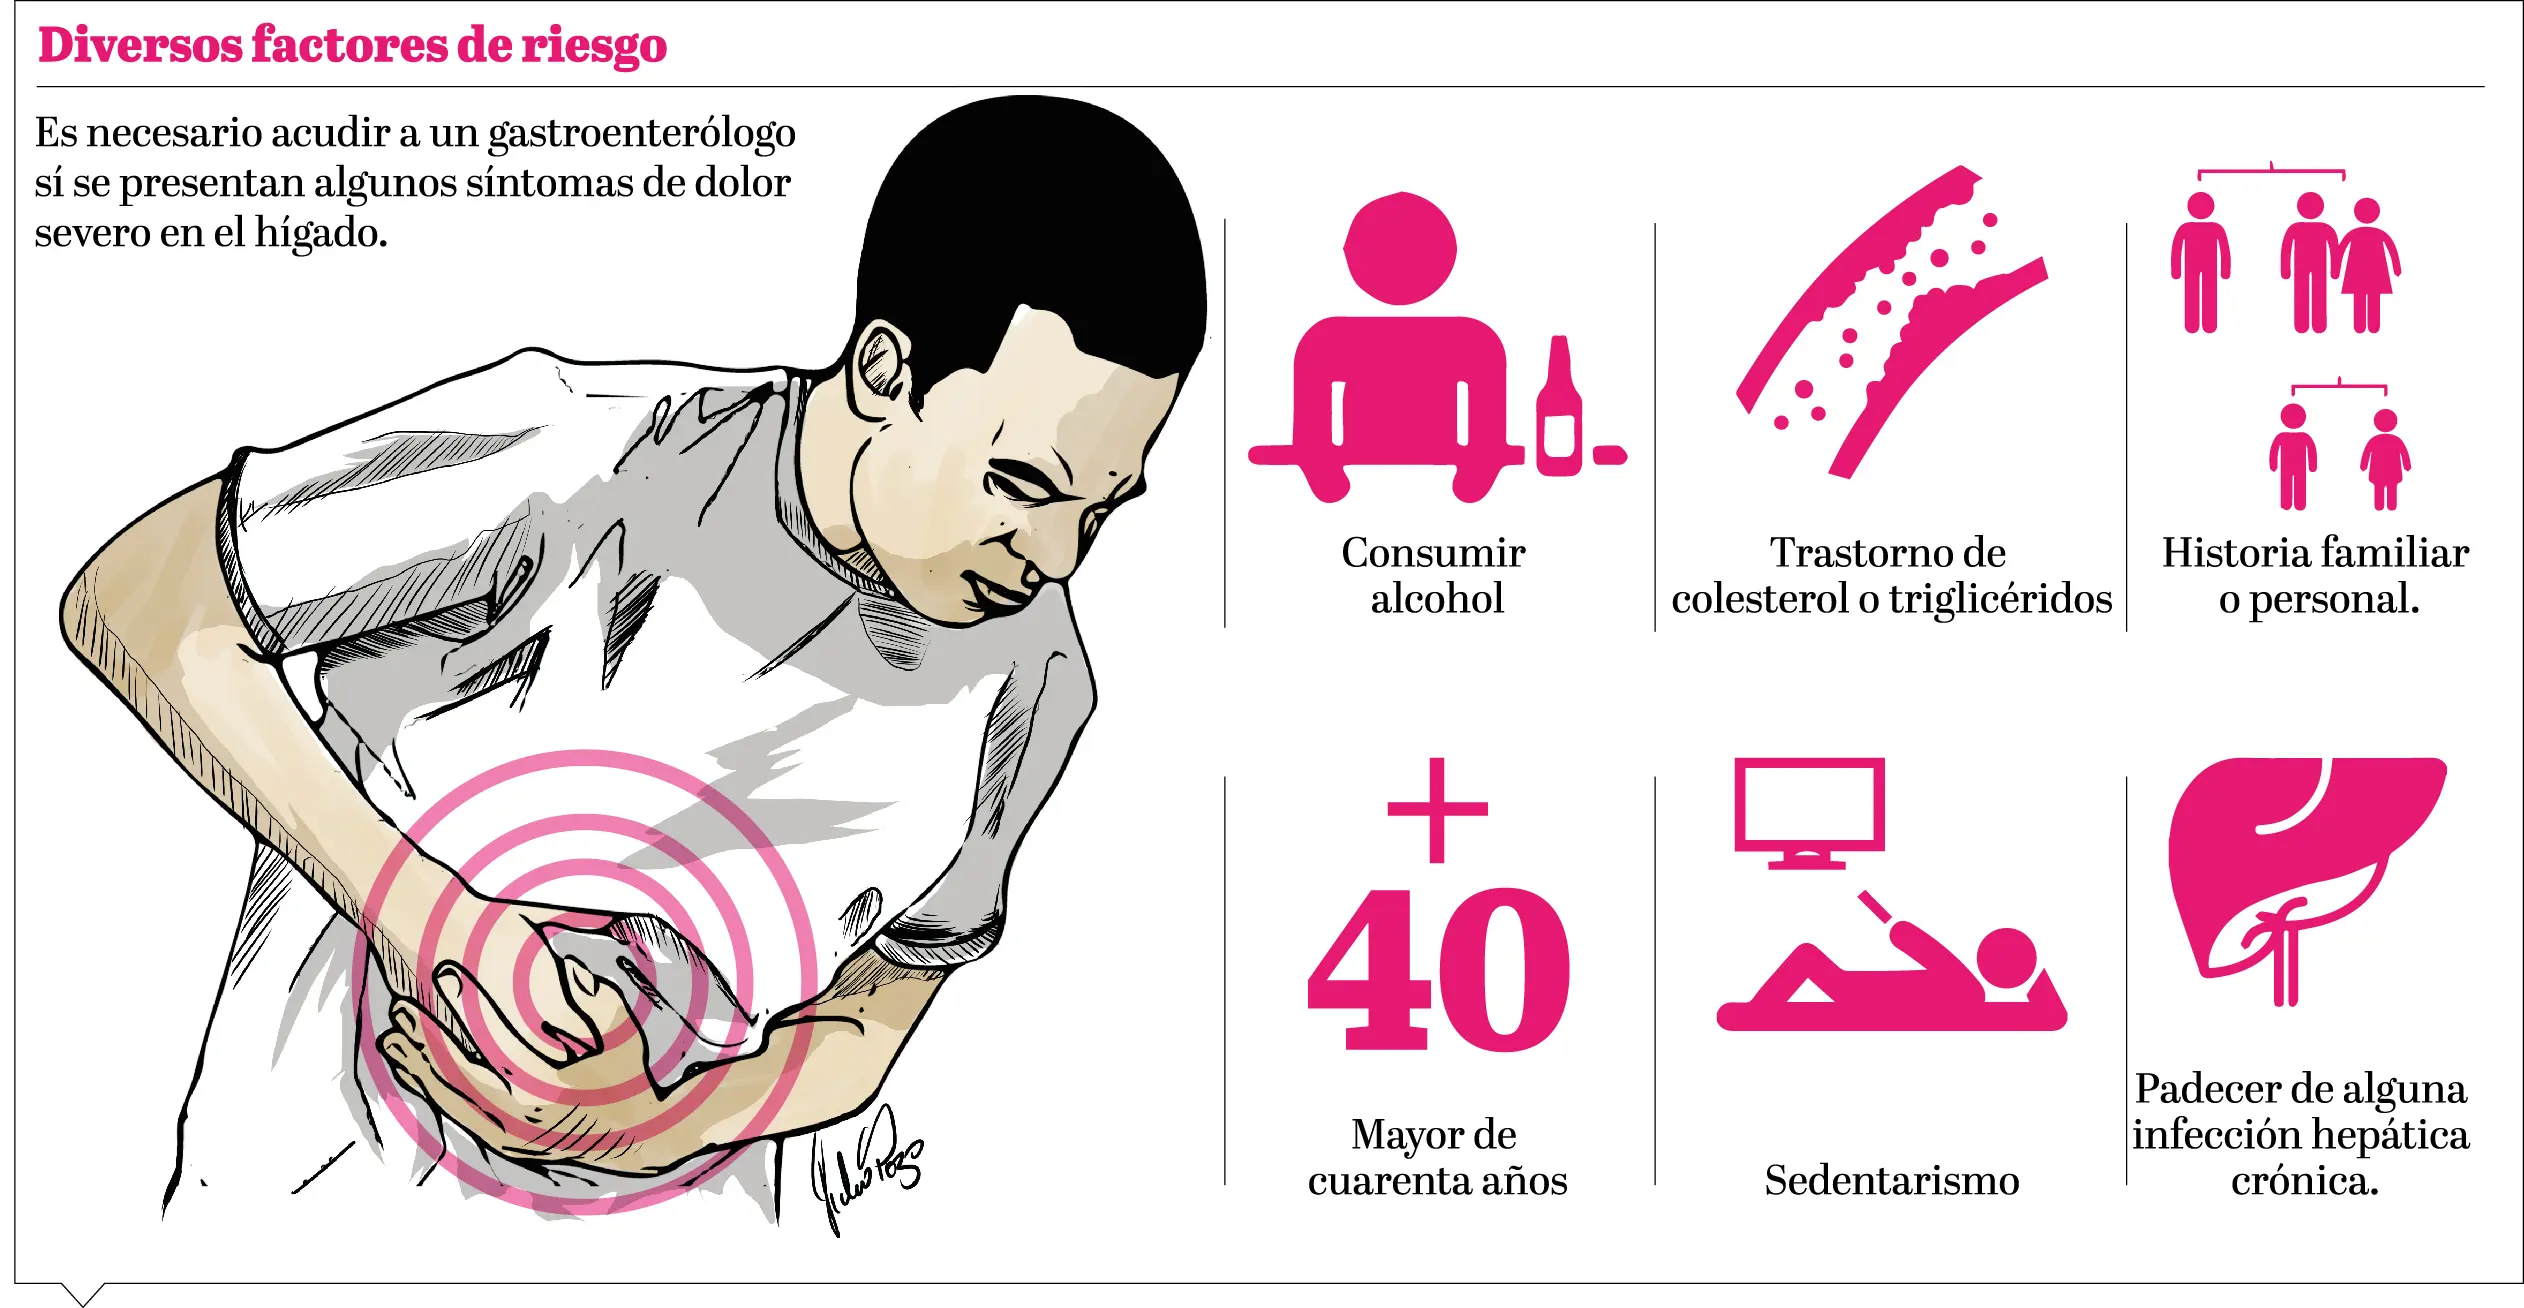 Diversos factores de riesgo
Es necesario acudir a un gastroenterólogo
sí se presentan algunos síntomas de dolor
severo en el hígado.
Consumir
alcohol
Trastorno de
colesterol o triglicéridos
Historia familiar
o personal.
+
40
Mayor de
cuarenta años
Sedentarismo
Padecer de alguna
infección hepática
crónica.